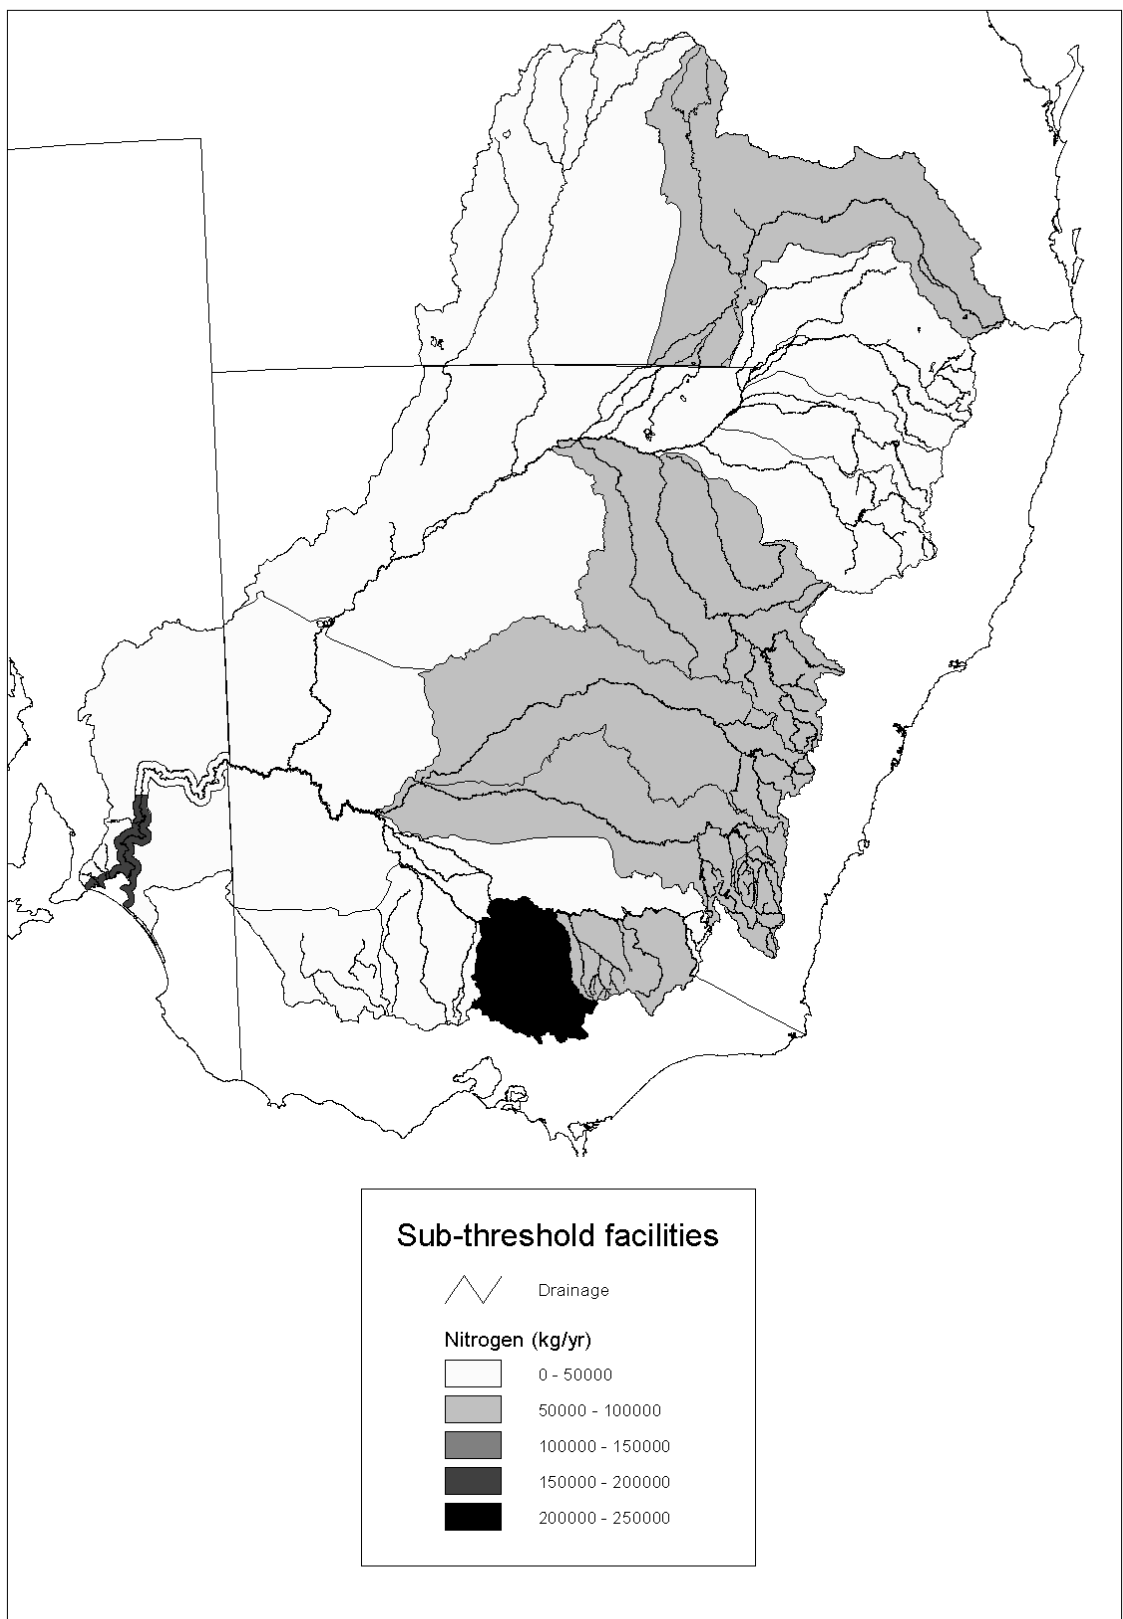 Sub-threshold facilities
Drainage
Nitrogen (kg/yr)
0 - 50000
50000 - 100000
100000 - 150000
150000 - 200000
200000 - 250000